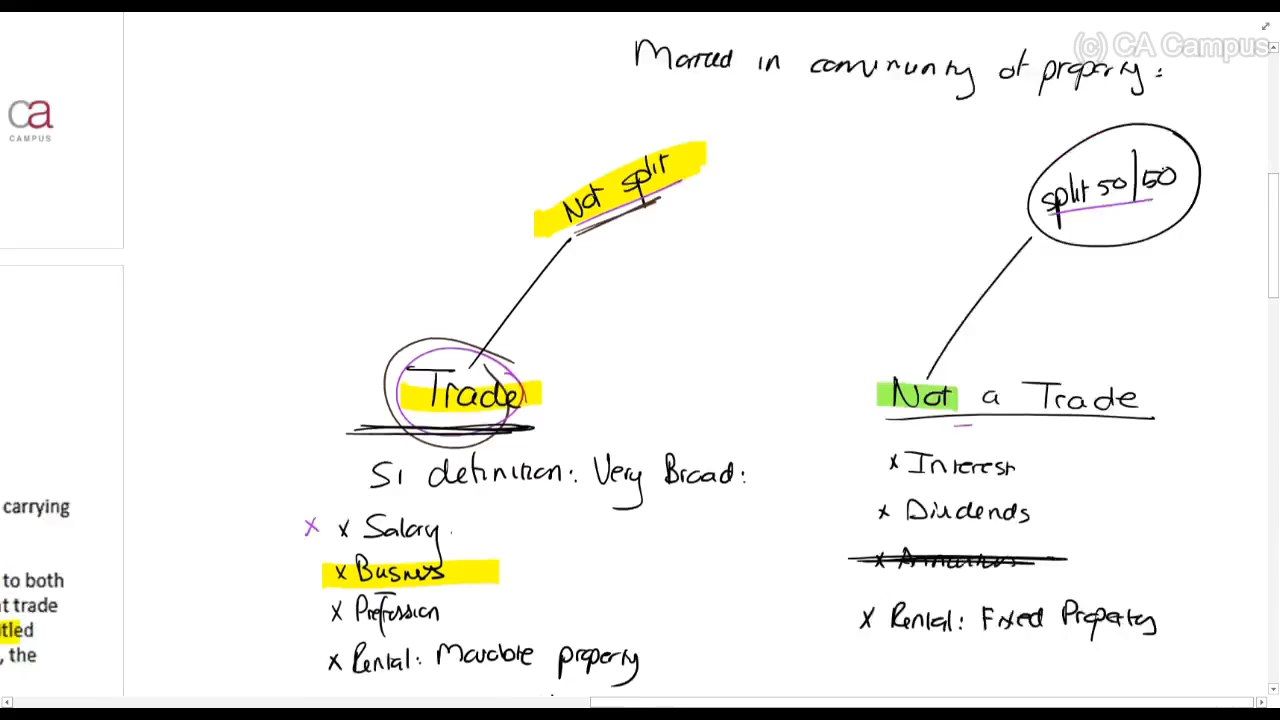 Married in community of property:
(c) CA Campus
ca
CAMPUS
Not split
split 50/50
Trade
Not a Trade
S1 definition: Very Broad:
x Interest
x Dividends
carrying
x x Salary
x Business
x Profession
x Rental: Fixed Property
to both
t trade
tled
, the
x Rental: Movable property